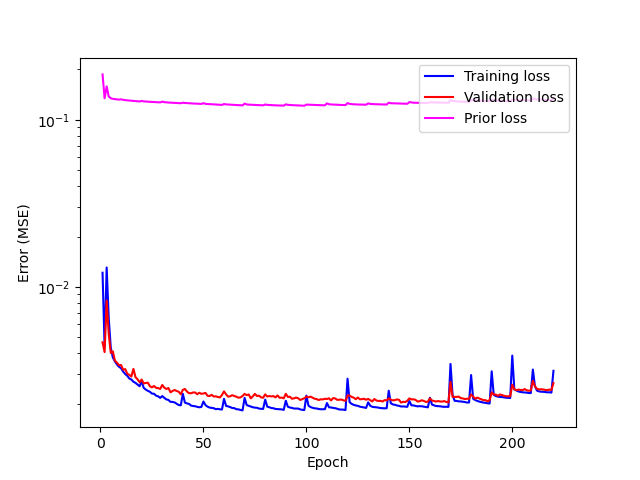 Training loss
Validation loss
Prior loss
10⁻¹
10⁻²
Error (MSE)
0 50 100 150 200
Epoch